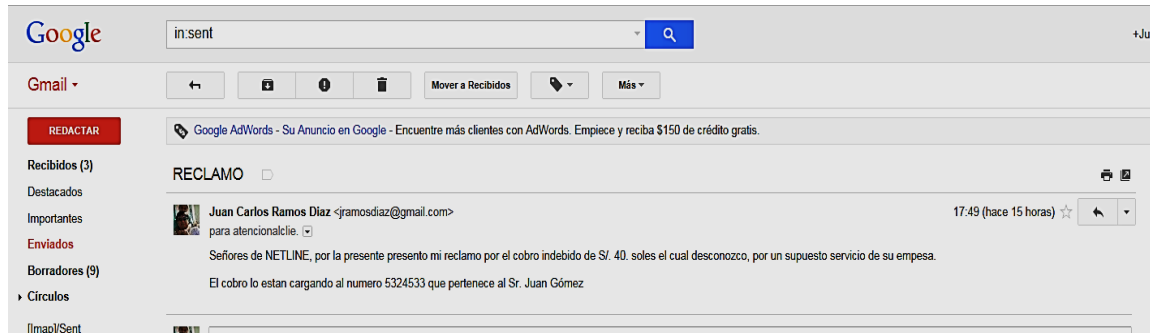 Google
in:sent
+Ju
Gmail
Mover a Recibidos
Más
REDACTAR
Google AdWords - Su Anuncio en Google - Encuentre más clientes con AdWords. Empiece y reciba $150 de crédito gratis.
Recibidos (3)
Destacados
Importantes
Enviados
Borradores (9)
Círculos
[Imap]/Sent
RECLAMO
Juan Carlos Ramos Diaz <jramosdiaz@gmail.com>
17:49 (hace 15 horas)
para atencionalclie.
Señores de NETLINE, por la presente presento mi reclamo por el cobro indebido de S/. 40. soles el cual desconozco, por un supuesto servicio de su empesa.
El cobro lo estan cargando al numero 5324533 que pertenece al Sr. Juan Gómez